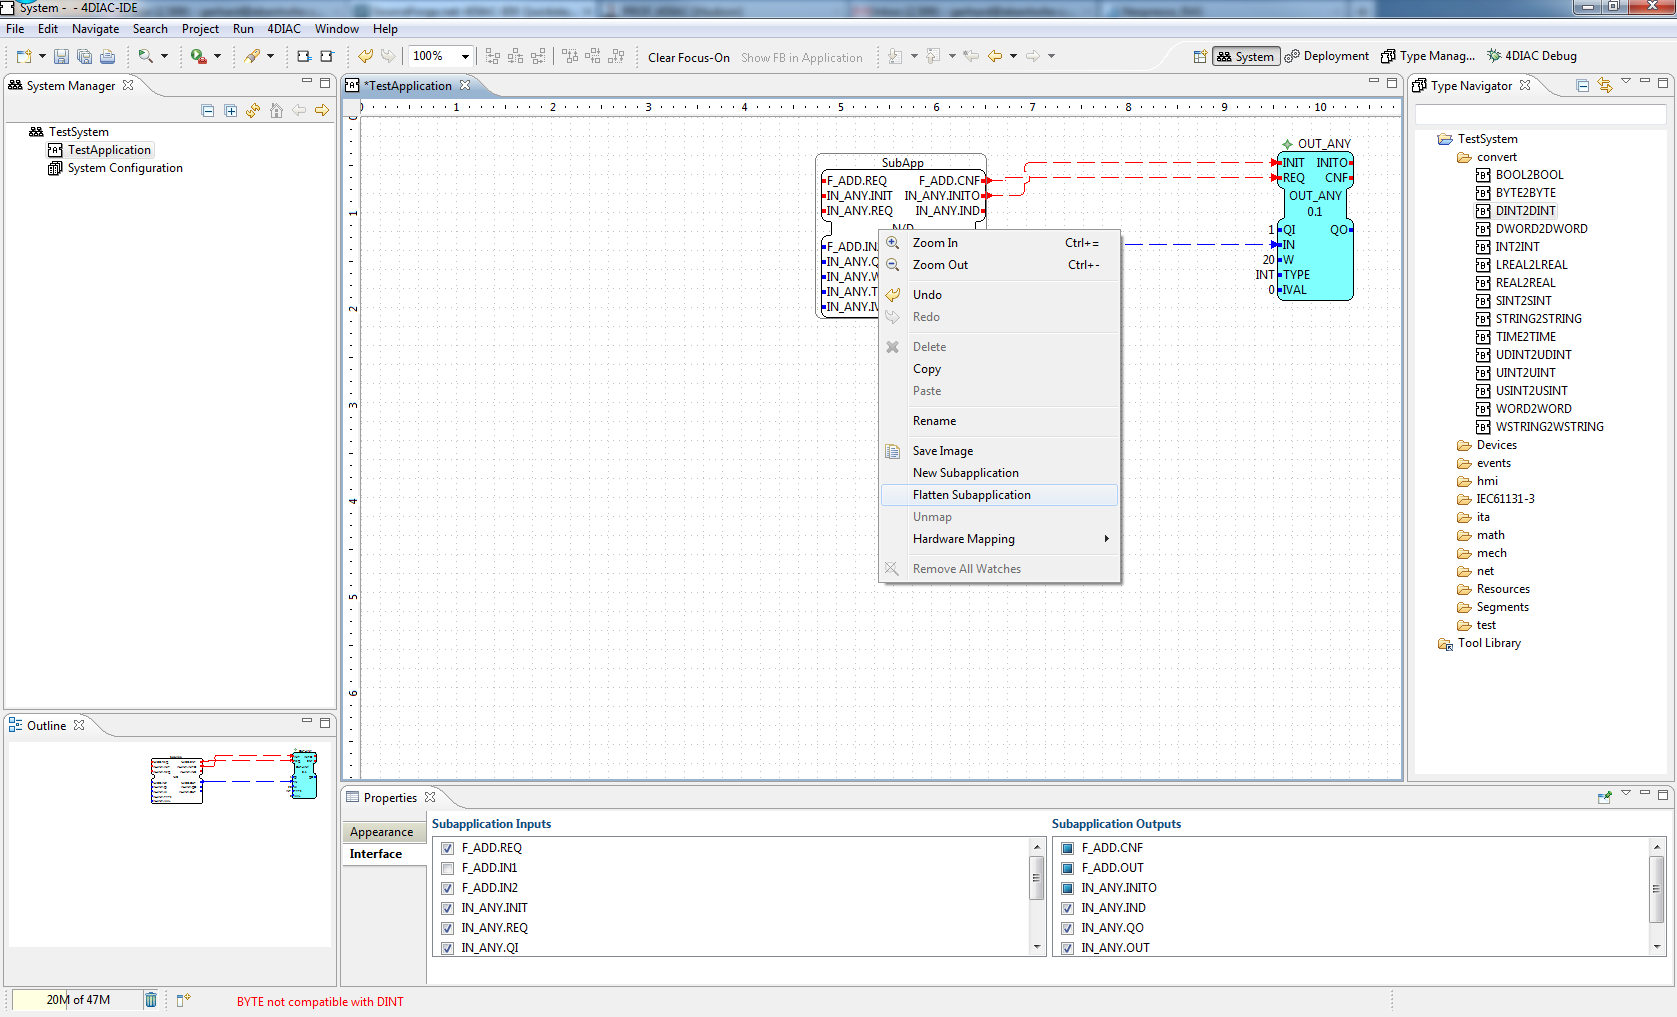 System - - 4DIAC-IDE
File Edit Navigate Search Project Run 4DIAC Window Help
100% Clear Focus-On Show FB in Application System Deployment Type Manag... 4DIAC Debug
System Manager
TestSystem
TestApplication
System Configuration
*TestApplication
0 1 2 3 4 5 6 7 8 9 10
0
1
2
3
4
5
6
SubApp
F_ADD.REQ F_ADD.CNF
IN_ANY.INIT IN_ANY.INITO
IN_ANY.REQ IN_ANY.IND
N/D
F_ADD.IN
IN_ANY.Q
IN_ANY.W
IN_ANY.T
IN_ANY.IV
OUT_ANY
INIT INITO
REQ CNF
OUT_ANY
0.1
1 QI QO
IN
20 W
INT TYPE
0 IVAL
Zoom In Ctrl+=
Zoom Out Ctrl+-
Undo
Redo
Delete
Copy
Paste
Rename
Save Image
New Subapplication
Flatten Subapplication
Unmap
Hardware Mapping
Remove All Watches
Type Navigator
TestSystem
convert
BOOL2BOOL
BYTE2BYTE
DINT2DINT
DWORD2DWORD
INT2INT
LREAL2LREAL
REAL2REAL
SINT2SINT
STRING2STRING
TIME2TIME
UDINT2UDINT
UINT2UINT
USINT2USINT
WORD2WORD
WSTRING2WSTRING
Devices
events
hmi
IEC61131-3
ita
math
mech
net
Resources
Segments
test
Tool Library
Outline
Properties
Appearance
Interface
Subapplication Inputs
F_ADD.REQ
F_ADD.IN1
F_ADD.IN2
IN_ANY.INIT
IN_ANY.REQ
IN_ANY.QI
Subapplication Outputs
F_ADD.CNF
F_ADD.OUT
IN_ANY.INITO
IN_ANY.IND
IN_ANY.QO
IN_ANY.OUT
20M of 47M
BYTE not compatible with DINT